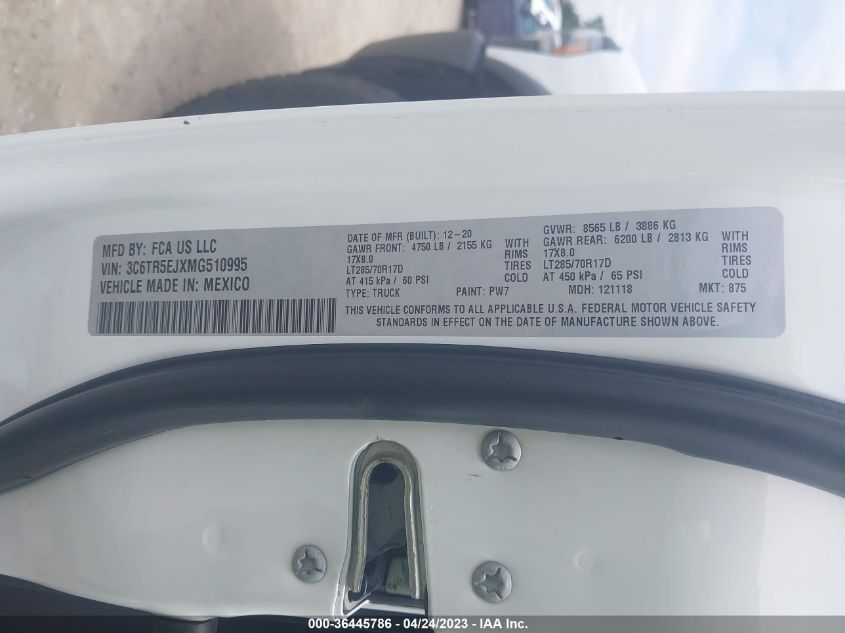 MFD BY: FCA US LLC
VIN: 3C6TR5EJXMG510995
VEHICLE MADE IN: MEXICO
DATE OF MFR (BUILT): 12-20
GAWR FRONT: 4750 LB / 2155 KG WITH
17X8.0 RIMS
LT285/70R17D TIRES
AT 415 kPa / 60 PSI COLD
TYPE: TRUCK PAINT: PW7
GVWR: 8565 LB / 3886 KG
GAWR REAR: 6200 LB / 2813 KG WITH
17X8.0 RIMS
LT285/70R17D TIRES
AT 450 kPa / 65 PSI COLD
MDH: 121118 MKT: 875
THIS VEHICLE CONFORMS TO ALL APPLICABLE U.S.A. FEDERAL MOTOR VEHICLE SAFETY
STANDARDS IN EFFECT ON THE DATE OF MANUFACTURE SHOWN ABOVE.
000-36445786 - 04/24/2023 - IAA Inc.